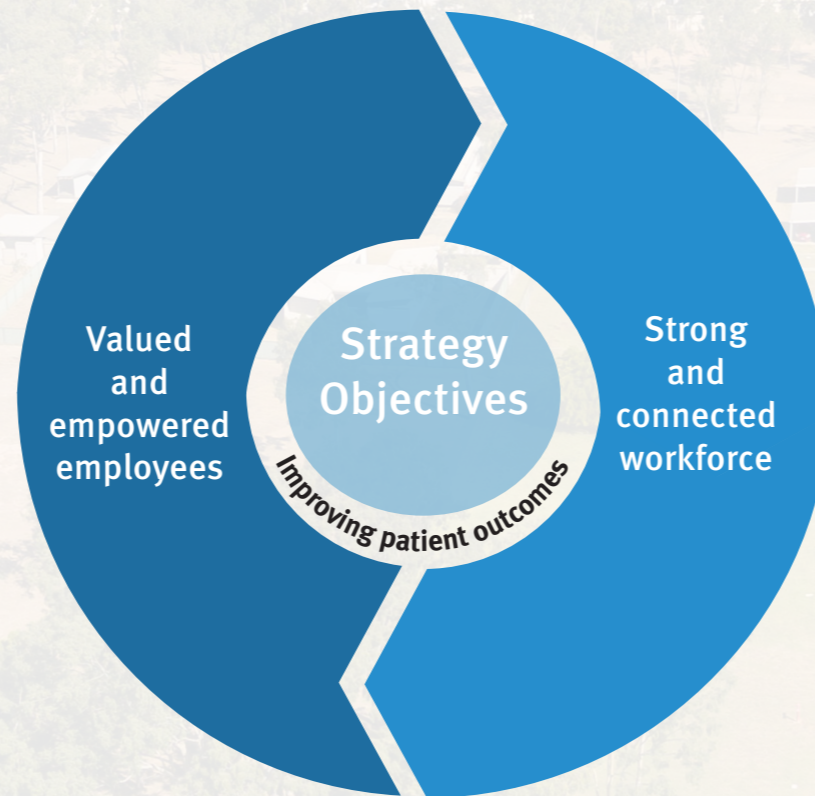 Valued
and
empowered
employees
Strategy
Objectives
Improving patient outcomes
Strong
and
connected
workforce